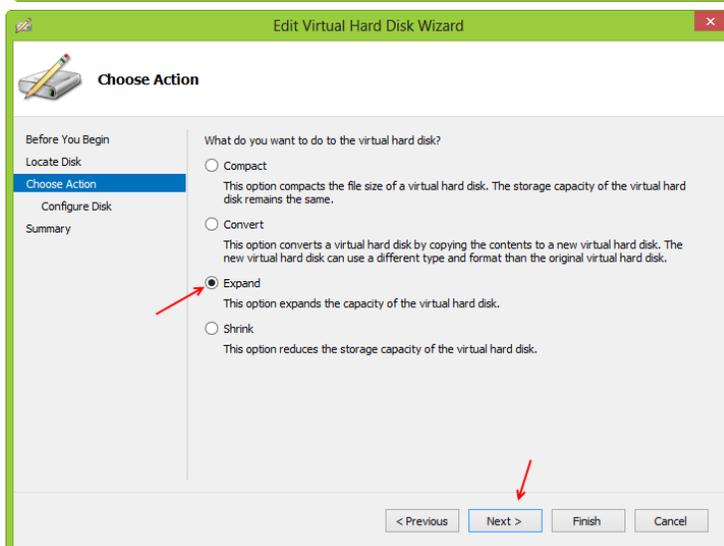 Edit Virtual Hard Disk Wizard
x
Choose Action
Before You Begin
Locate Disk
Choose Action
Configure Disk
Summary
What do you want to do to the virtual hard disk?
Compact
This option compacts the file size of a virtual hard disk. The storage capacity of the virtual hard
disk remains the same.
Convert
This option converts a virtual hard disk by copying the contents to a new virtual hard disk. The
new virtual hard disk can use a different type and format than the original virtual hard disk.
Expand
This option expands the capacity of the virtual hard disk.
Shrink
This option reduces the storage capacity of the virtual hard disk.
< Previous
Next >
Finish
Cancel